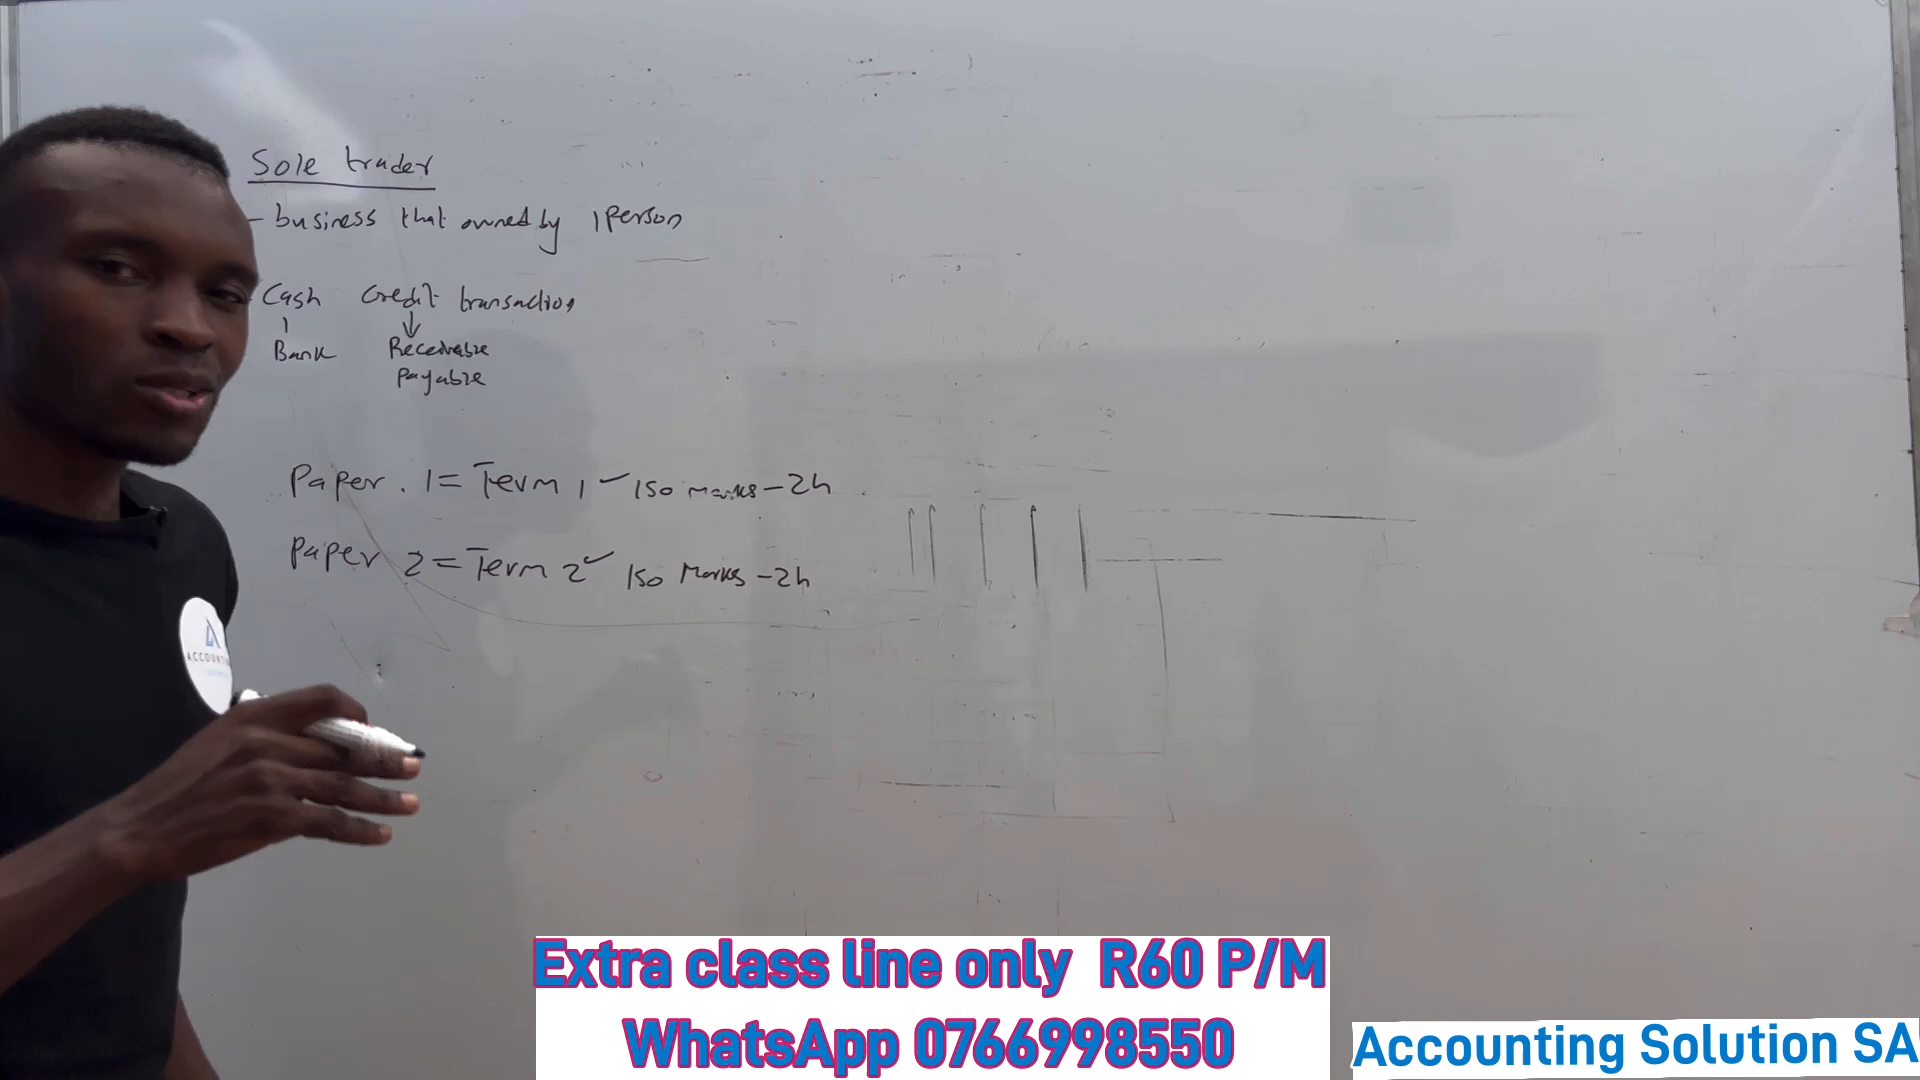 Sole trader
- business that owned by 1 person
Cash Credit transaction
Bank Receivable
Payable
Paper. 1 = Term 1 ✓ 150 marks - 2h
Paper 2 = Term 2 ✓ 150 Marks - 2h
Extra class line only R60 P/M
WhatsApp 0766998550
Accounting Solution SA